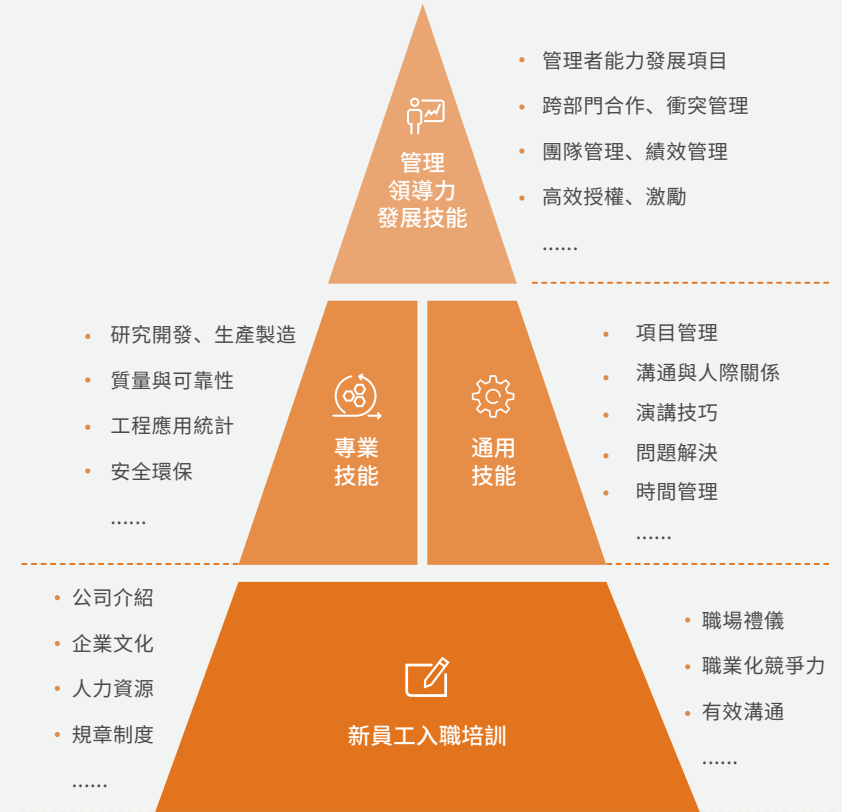 管理
領導力
發展技能
管理者能力發展項目
跨部門合作、衝突管理
團隊管理、績效管理
高效授權、激勵
......
研究開發、生產製造
質量與可靠性
工程應用統計
安全環保
......
專業
技能
通用
技能
項目管理
溝通與人際關係
演講技巧
問題解決
時間管理
......
公司介紹
企業文化
人力資源
規章制度
......
新員工入職培訓
職場禮儀
職業化競爭力
有效溝通
......